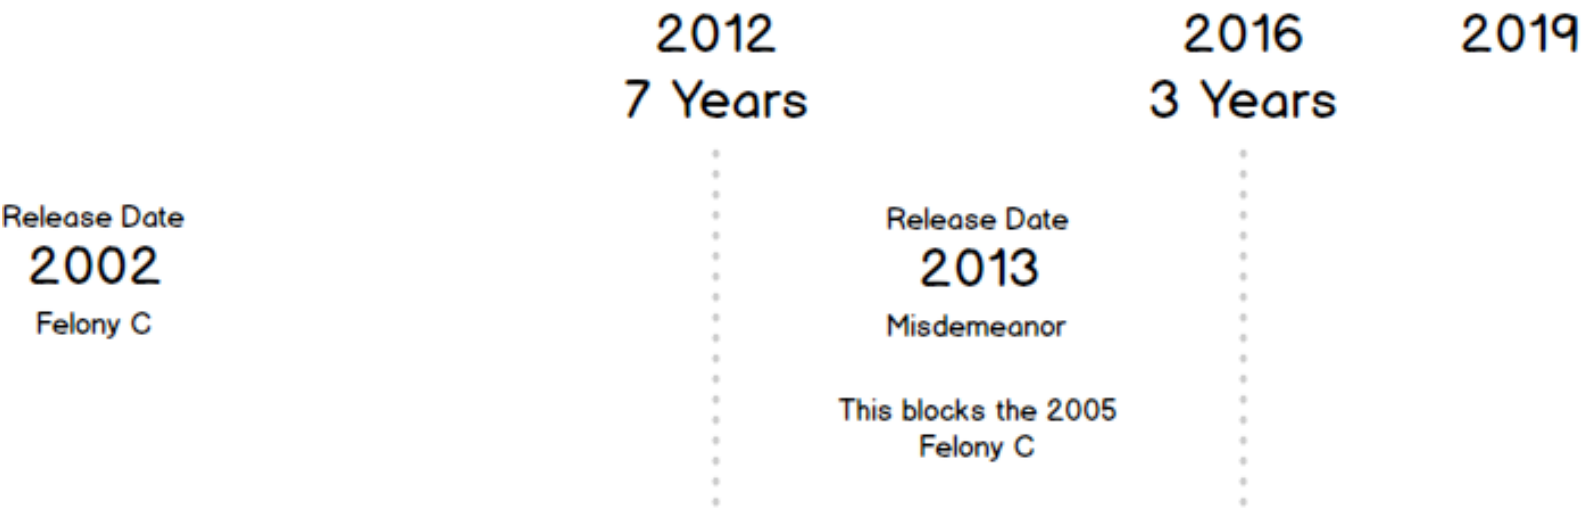 2012
2016
2019
7 Years
3 Years
Release Date
2002
Felony C
Release Date
2013
Misdemeanor
This blocks the 2005
Felony C